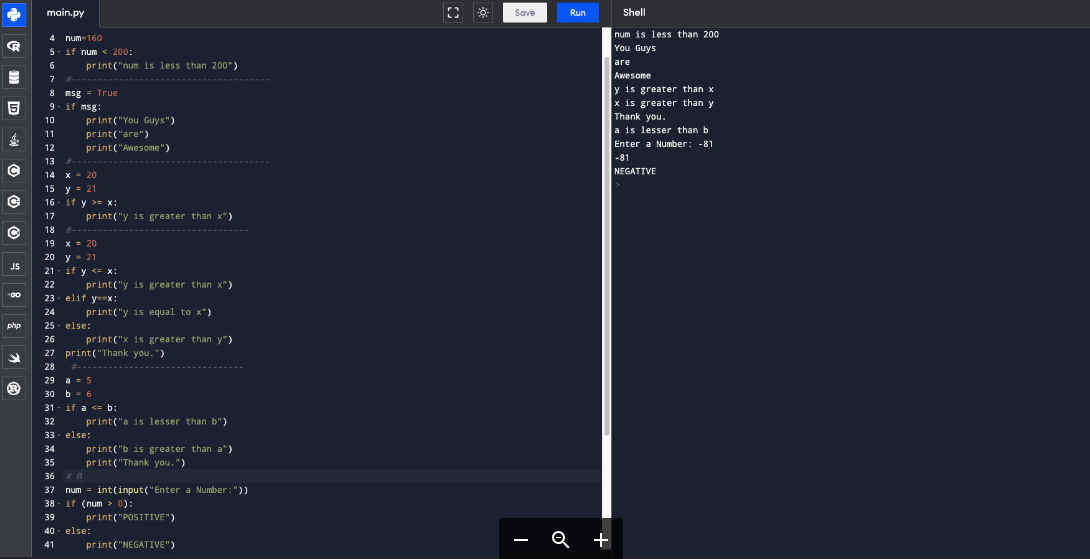 main.py
Save
Run
Shell
4 num=160
5 if num < 200:
6 print("num is less than 200")
7 #--------------------------------------
8 msg = True
9 if msg:
10 print("You Guys")
11 print("are")
12 print("Awesome")
13 #--------------------------------------
14 x = 20
15 y = 21
16 if y >= x:
17 print("y is greater than x")
18 #----------------------------------
19 x = 20
20 y = 21
21 if y <= x:
22 print("y is greater than x")
23 elif y==x:
24 print("y is equal to x")
25 else:
26 print("x is greater than y")
27 print("Thank you.")
28 #--------------------------------
29 a = 5
30 b = 6
31 if a <= b:
32 print("a is lesser than b")
33 else:
34 print("b is greater than a")
35 print("Thank you.")
36 # B
37 num = int(input("Enter a Number:"))
38 if (num > 0):
39 print("POSITIVE")
40 else:
41 print("NEGATIVE")
num is less than 200
You Guys
are
Awesome
y is greater than x
x is greater than y
Thank you.
a is lesser than b
Enter a Number: -81
-81
NEGATIVE
>
JS
GO
php